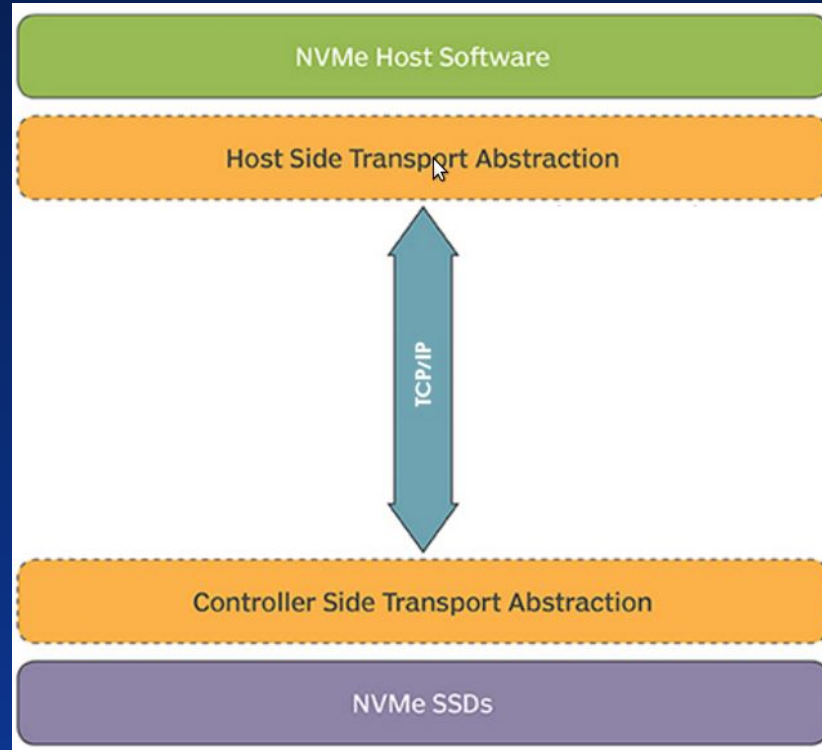 NVMe Host Software
Host Side Transport Abstraction
TCP/IP
Controller Side Transport Abstraction
NVMe SSDs